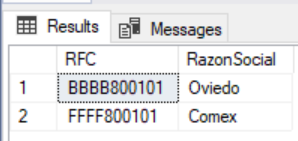 Results Messages
RFC RazonSocial
1 BBBB800101 Oviedo
2 FFFF800101 Comex